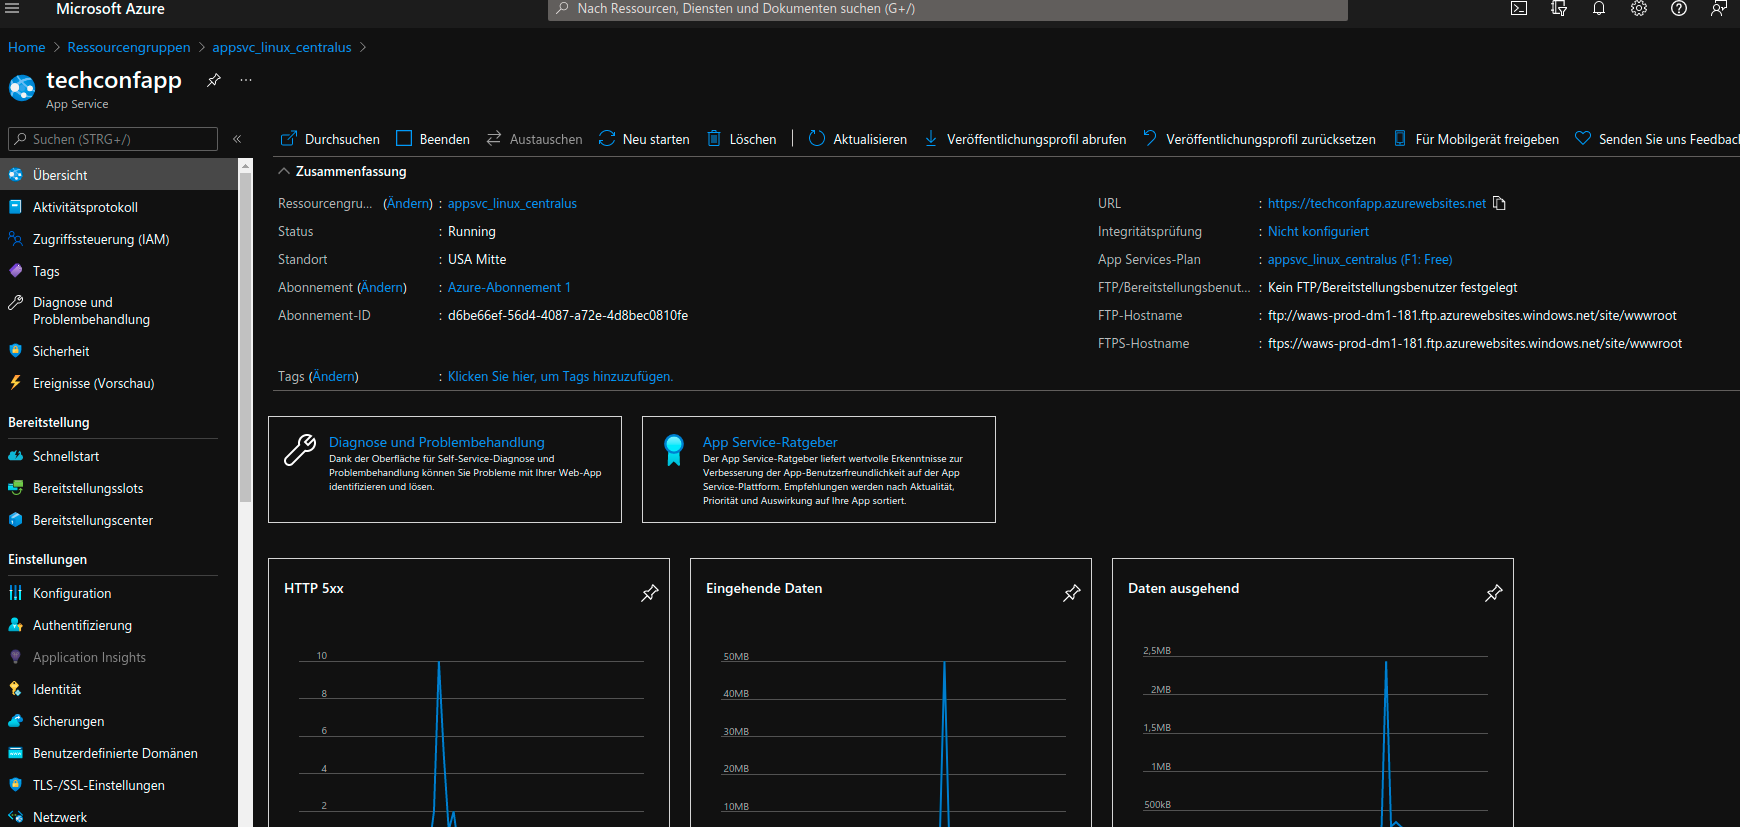 Microsoft Azure
Nach Ressourcen, Diensten und Dokumenten suchen (G+/)
Home > Ressourcengruppen > appsvc_linux_centralus >
techconfapp
App Service
Suchen (STRG+/)
Durchsuchen Beenden Austauschen Neu starten Löschen Aktualisieren Veröffentlichungsprofil abrufen Veröffentlichungsprofil zurücksetzen Für Mobilgerät freigeben Senden Sie uns Feedbac
Übersicht
Aktivitätsprotokoll
Zugriffssteuerung (IAM)
Tags
Diagnose und
Problembehandlung
Sicherheit
Ereignisse (Vorschau)
Bereitstellung
Schnellstart
Bereitstellungsslots
Bereitstellungscenter
Einstellungen
Konfiguration
Authentifizierung
Application Insights
Identität
Sicherungen
Benutzerdefinierte Domänen
TLS-/SSL-Einstellungen
Netzwerk
Zusammenfassung
Ressourcengru... (Ändern) : appsvc_linux_centralus
Status : Running
Standort : USA Mitte
Abonnement (Ändern) : Azure-Abonnement 1
Abonnement-ID : d6be66ef-56d4-4087-a72e-4d8bec0810fe
URL : https://techconfapp.azurewebsites.net
Integritätsprüfung : Nicht konfiguriert
App Services-Plan : appsvc_linux_centralus (F1: Free)
FTP/Bereitstellungsbenut... : Kein FTP/Bereitstellungsbenutzer festgelegt
FTP-Hostname : ftp://waws-prod-dm1-181.ftp.azurewebsites.windows.net/site/wwwroot
FTPS-Hostname : ftps://waws-prod-dm1-181.ftp.azurewebsites.windows.net/site/wwwroot
Tags (Ändern) : Klicken Sie hier, um Tags hinzuzufügen.
Diagnose und Problembehandlung
Dank der Oberfläche für Self-Service-Diagnose und
Problembehandlung können Sie Probleme mit Ihrer Web-App
identifizieren und lösen.
App Service-Ratgeber
Der App Service-Ratgeber liefert wertvolle Erkenntnisse zur
Verbesserung der App-Benutzerfreundlichkeit auf der App
Service-Plattform. Empfehlungen werden nach Aktualität,
Priorität und Auswirkung auf Ihre App sortiert.
HTTP 5xx
10
8
6
4
2
Eingehende Daten
50MB
40MB
30MB
20MB
10MB
Daten ausgehend
2,5MB
2MB
1,5MB
1MB
500kB